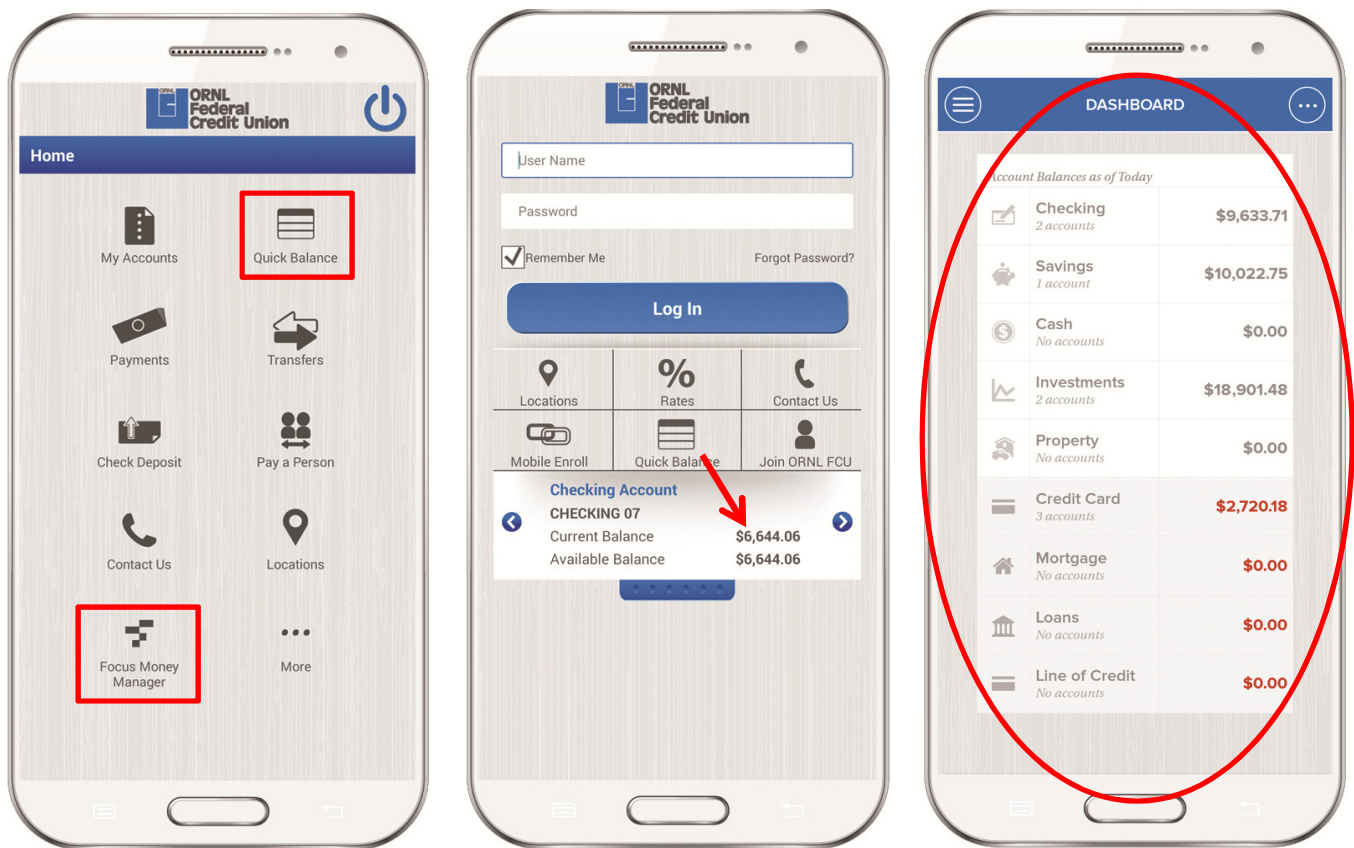 ORNL
ORNL
Federal
Credit Union
Home
My Accounts
Quick Balance
Payments
Transfers
Check Deposit
Pay a Person
Contact Us
Locations
Focus Money
Manager
More
ORNL
ORNL
Federal
Credit Union
User Name
Password
Remember Me
Forgot Password?
Log In
%
Locations
Rates
Contact Us
Mobile Enroll
Quick Balance
Join ORNL FCU
Checking Account
CHECKING 07
Current Balance $6,644.06
Available Balance $6,644.06
DASHBOARD
Account Balances as of Today
Checking
2 accounts
$9,633.71
Savings
1 account
$10,022.75
Cash
No accounts
$0.00
Investments
2 accounts
$18,901.48
Property
No accounts
$0.00
Credit Card
3 accounts
$2,720.18
Mortgage
No accounts
$0.00
Loans
No accounts
$0.00
Line of Credit
No accounts
$0.00